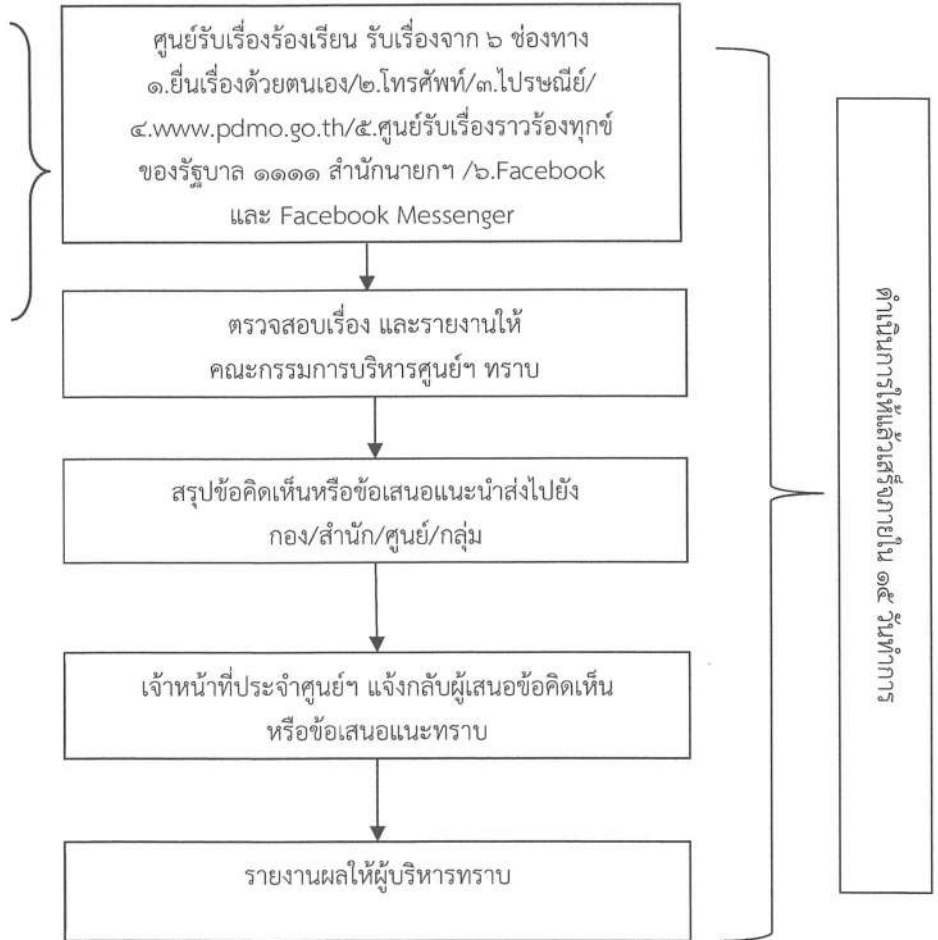 ศูนย์รับเรื่องร้องเรียน รับเรื่องจาก ๖ ช่องทาง
๑.ยื่นเรื่องด้วยตนเอง/๒.โทรศัพท์/๓.ไปรษณีย์/
๔.www.pdmo.go.th/๕.ศูนย์รับเรื่องราวร้องทุกข์
ของรัฐบาล ๑๑๑๑ สำนักนายกฯ /๖.Facebook
และ Facebook Messenger
ตรวจสอบเรื่อง และรายงานให้
คณะกรรมการบริหารศูนย์ฯ ทราบ
สรุปข้อคิดเห็นหรือข้อเสนอแนะนำส่งไปยัง
กอง/สำนัก/ศูนย์/กลุ่ม
เจ้าหน้าที่ประจำศูนย์ฯ แจ้งกลับผู้เสนอข้อคิดเห็น
หรือข้อเสนอแนะทราบ
รายงานผลให้ผู้บริหารทราบ
ดำเนินการให้แล้วเสร็จภายใน ๑๕ วันทำการ